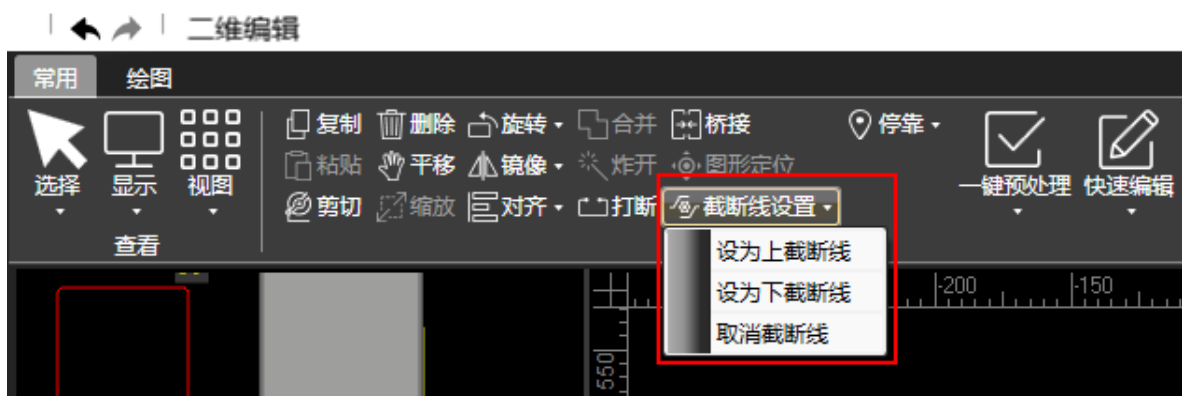 二维编辑
常用 绘图
复制 删除 旋转 合并 桥接 停靠
粘贴 平移 镜像 炸开 图形定位
选择 显示 视图 一键预处理 快速编辑
剪切 缩放 对齐 打断 截断线设置
查看
设为上截断线
设为下截断线
取消截断线
-200 -150
550